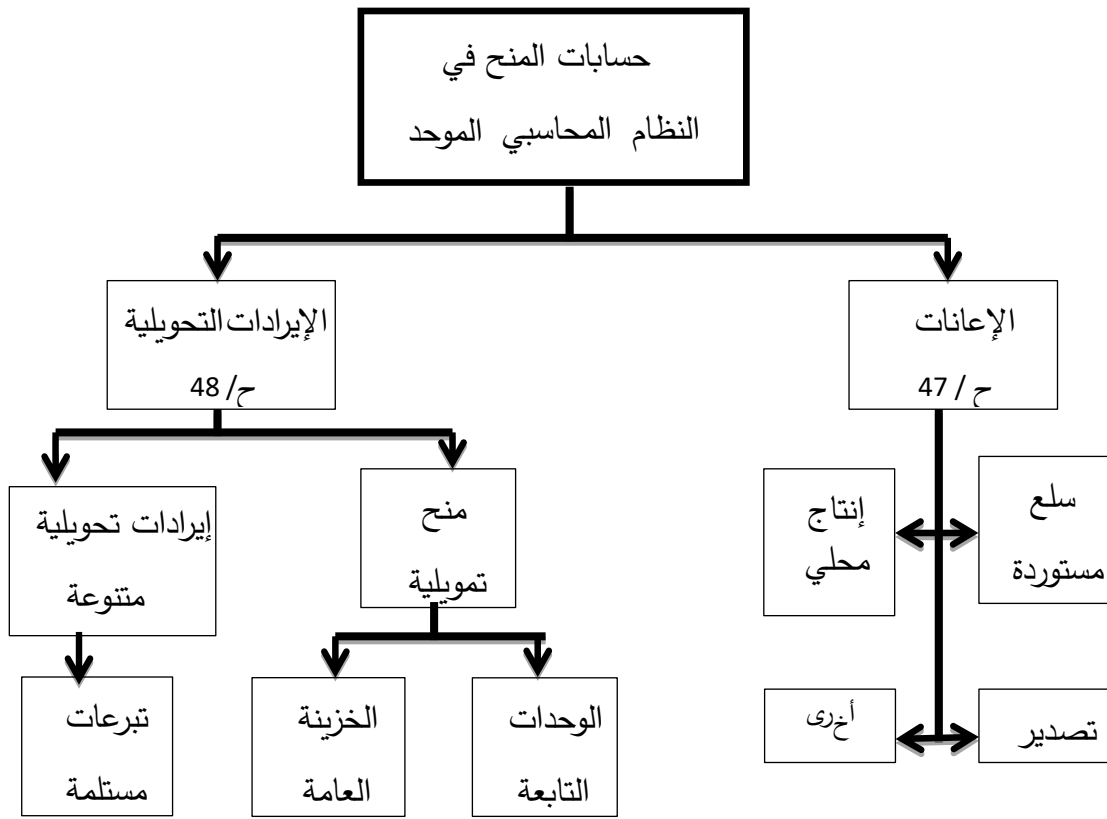 حسابات المنح في
النظام المحاسبي الموحد
الإعانات
ح / 47
الإيرادات التحويلية
ح/ 48
سلع
مستوردة
إنتاج
محلي
تصدير
أخرى
منح
تمويلية
إيرادات تحويلية
متنوعة
الوحدات
التابعة
الخزينة
العامة
تبرعات
مستلمة